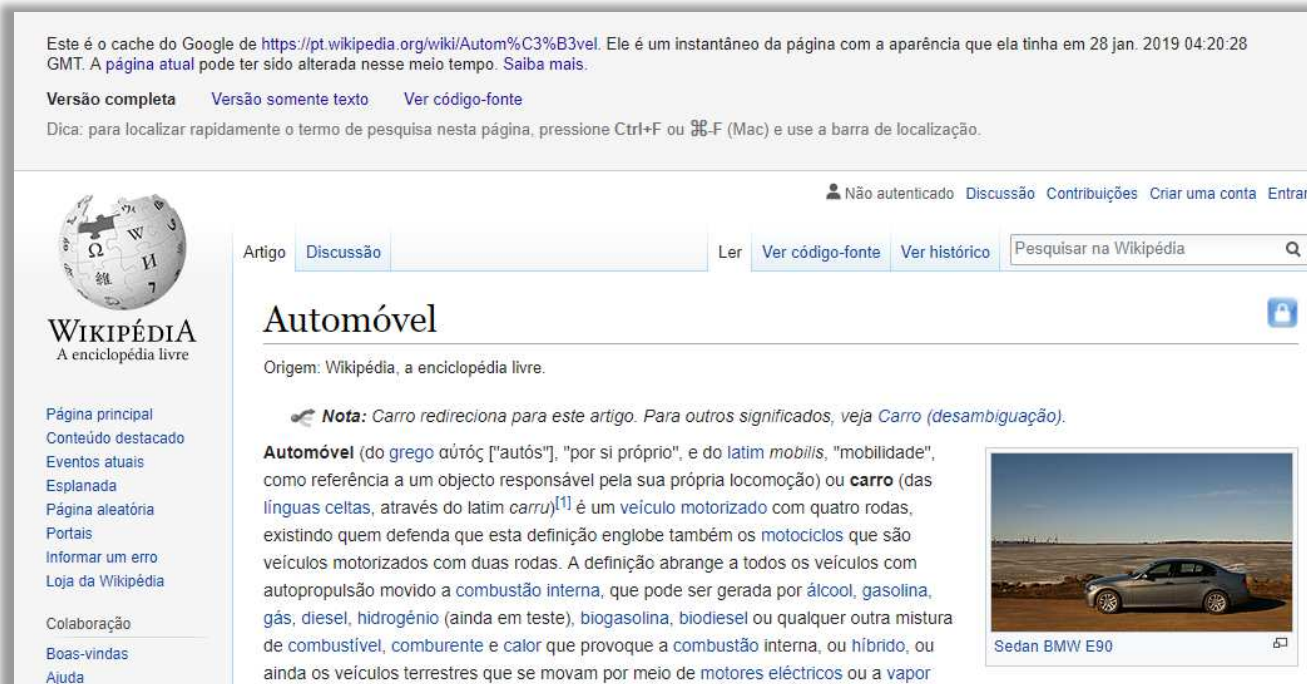 Este é o cache do Google de https://pt.wikipedia.org/wiki/Autom%C3%B3vel. Ele é um instantâneo da página com a aparência que ela tinha em 28 jan. 2019 04:20:28
GMT. A página atual pode ter sido alterada nesse meio tempo. Saiba mais.
Versão completa Versão somente texto Ver código-fonte
Dica: para localizar rapidamente o termo de pesquisa nesta página, pressione Ctrl+F ou ⌘-F (Mac) e use a barra de localização.
Não autenticado Discussão Contribuições Criar uma conta Entrar
Artigo Discussão Ler Ver código-fonte Ver histórico Pesquisar na Wikipédia
WIKIPÉDIA
A enciclopédia livre
Página principal
Conteúdo destacado
Eventos atuais
Esplanada
Página aleatória
Portais
Informar um erro
Loja da Wikipédia
Colaboração
Boas-vindas
Ajuda
Automóvel
Origem: Wikipédia, a enciclopédia livre.
Nota: Carro redireciona para este artigo. Para outros significados, veja Carro (desambiguação).
Automóvel (do grego αὐτός ["autós"], "por si próprio", e do latim mobilis, "mobilidade",
como referência a um objecto responsável pela sua própria locomoção) ou carro (das
línguas celtas, através do latim carru)[1] é um veículo motorizado com quatro rodas,
existindo quem defenda que esta definição englobe também os motociclos que são
veículos motorizados com duas rodas. A definição abrange a todos os veículos com
autopropulsão movido a combustão interna, que pode ser gerada por álcool, gasolina,
gás, diesel, hidrogénio (ainda em teste), biogasolina, biodiesel ou qualquer outra mistura
de combustível, comburente e calor que provoque a combustão interna, ou híbrido, ou
ainda os veículos terrestres que se movam por meio de motores eléctricos ou a vapor
Sedan BMW E90